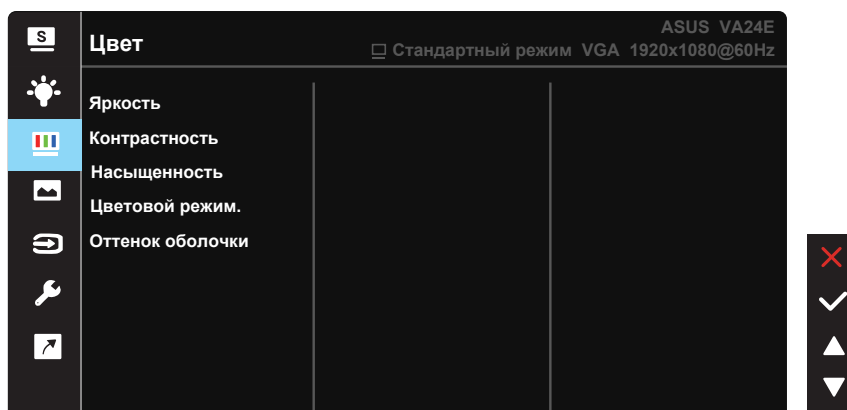 S
Цвет
ASUS VA24E
Стандартный режим VGA 1920x1080@60Hz
Яркость
Контрастность
Насыщенность
Цветовой режим.
Оттенок оболочки